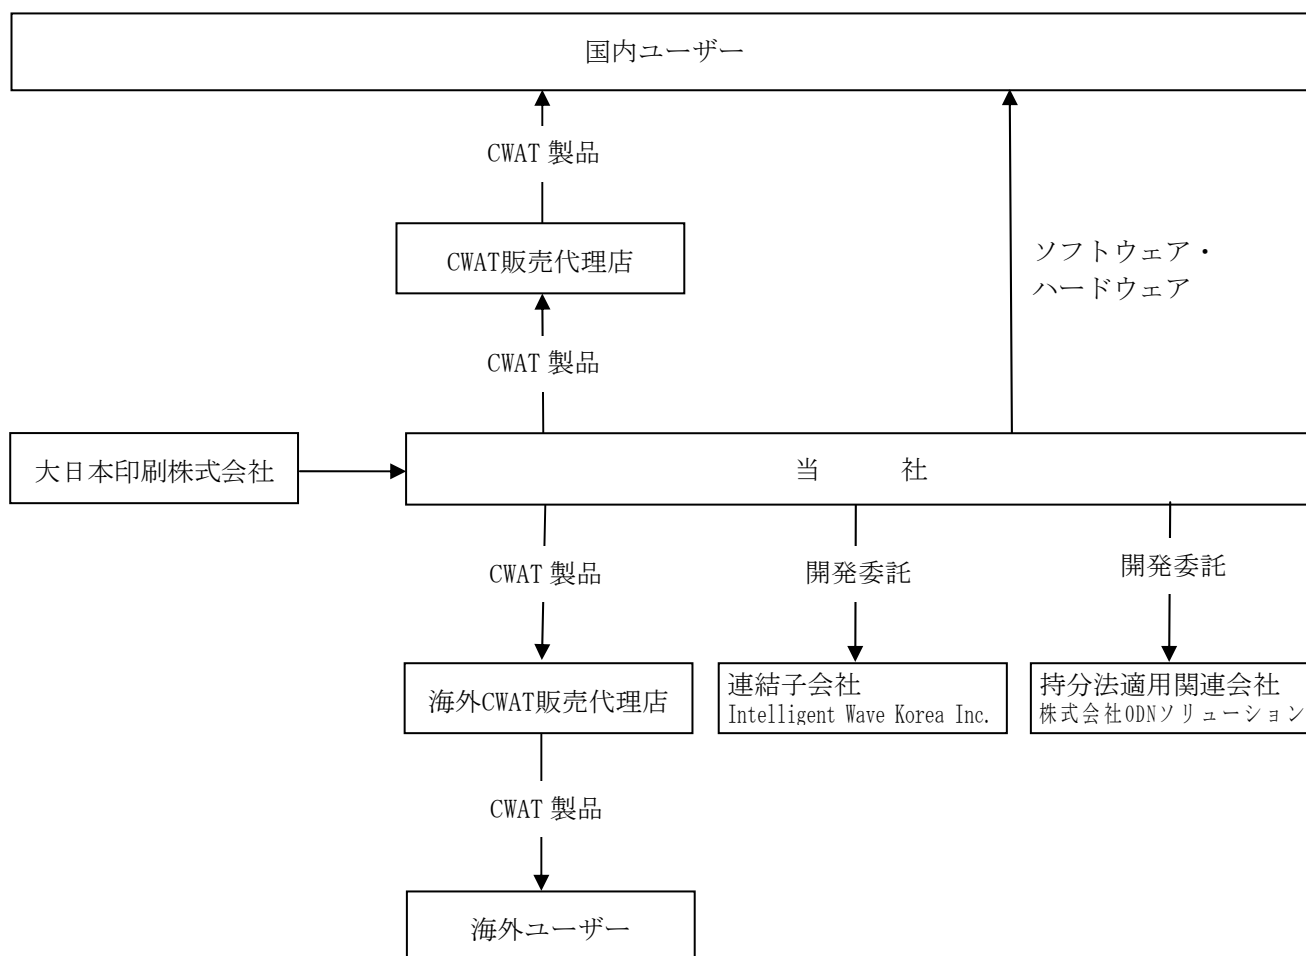 国内ユーザー
CWAT 製品
CWAT販売代理店
ソフトウェア・
ハードウェア
CWAT 製品
大日本印刷株式会社
当　　　社
CWAT 製品
開発委託
開発委託
海外CWAT販売代理店
連結子会社
Intelligent Wave Korea Inc.
持分法適用関連会社
株式会社ODNソリューション
CWAT 製品
海外ユーザー